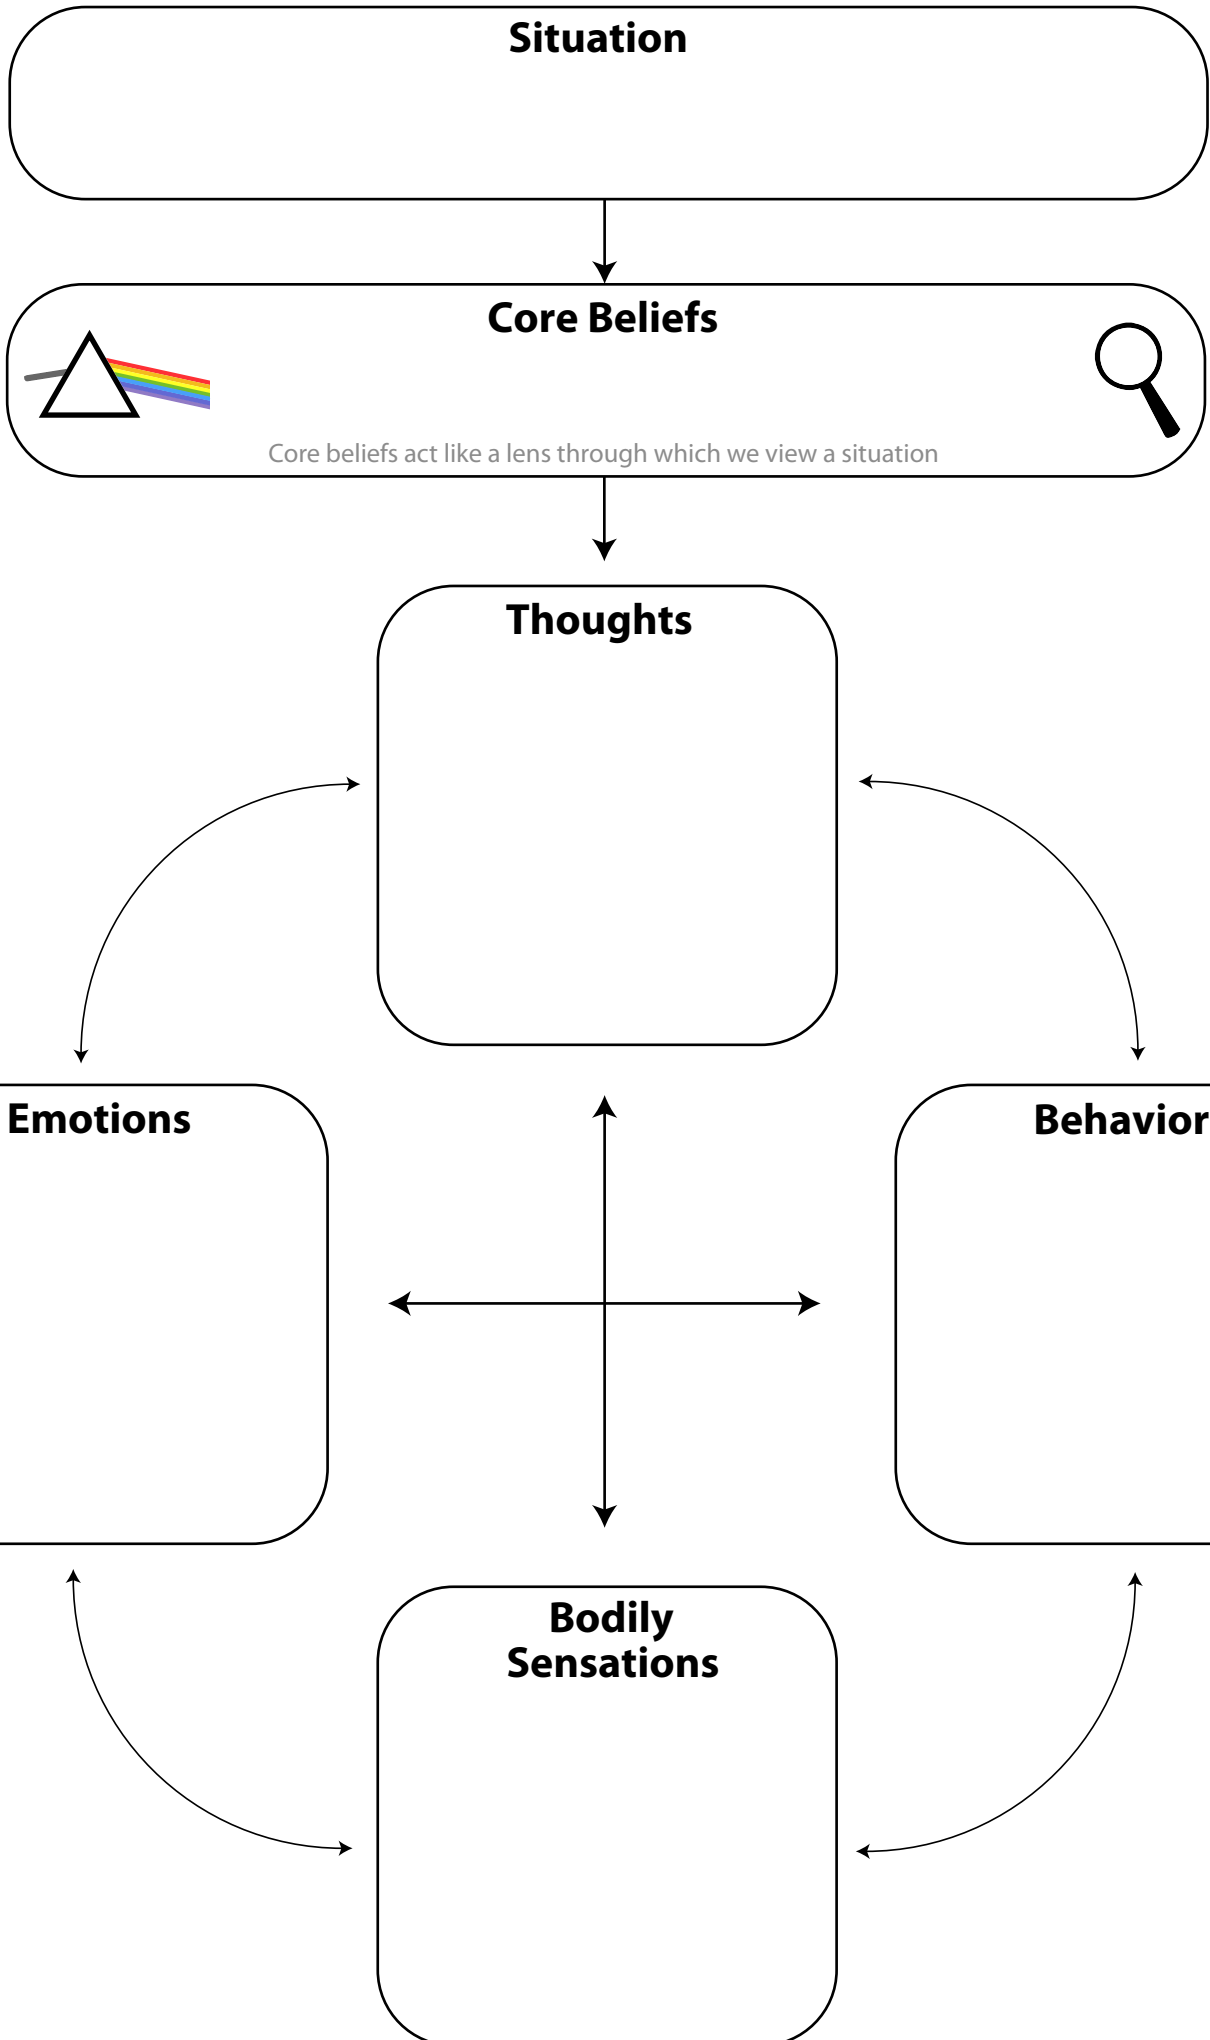 Situation
Core Beliefs
Core beliefs act like a lens through which we view a situation
Thoughts
Emotions
Behavior
Bodily
Sensations